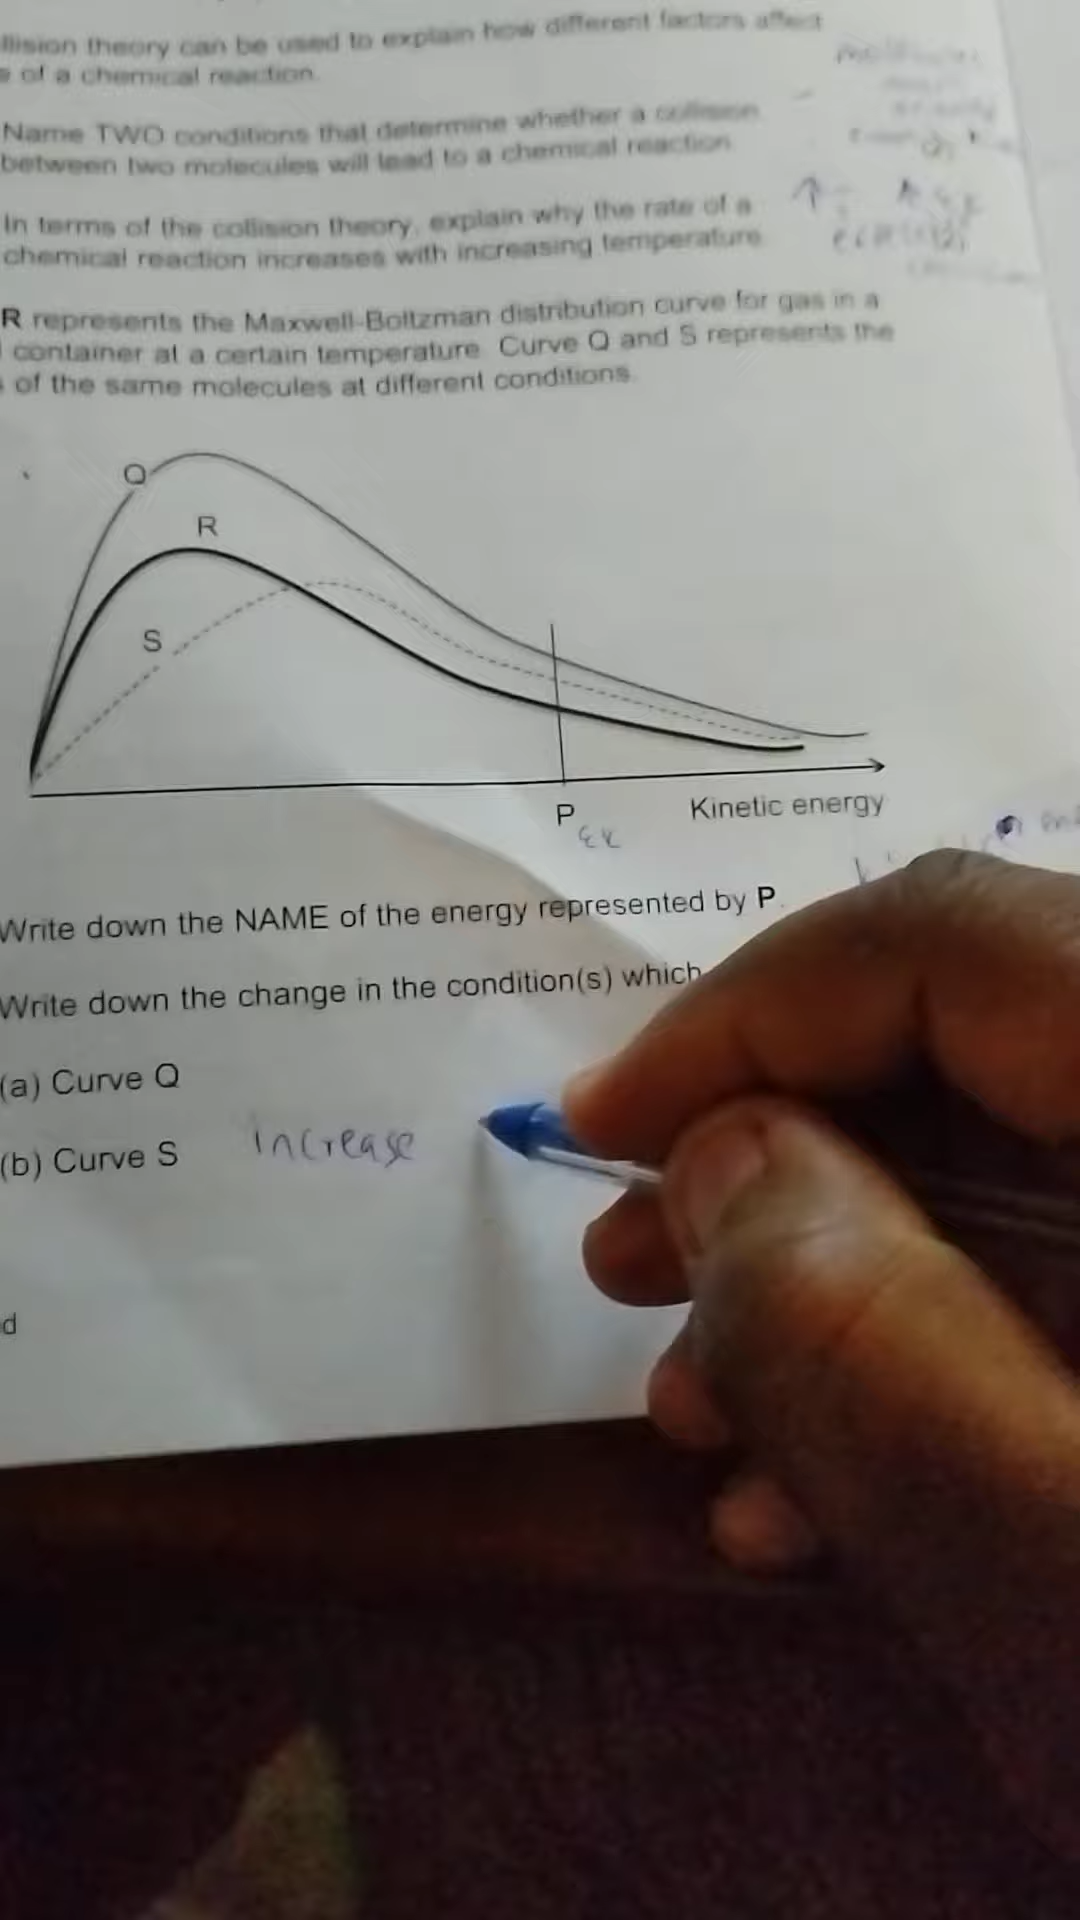 llision theory can be used to explain how different factors affect
of a chemical reaction.
Name TWO conditions that determine whether a collision
between two molecules will lead to a chemical reaction.
In terms of the collision theory, explain why the rate of a
chemical reaction increases with increasing temperature.
R represents the Maxwell-Boltzman distribution curve for gas in a
container at a certain temperature. Curve Q and S represents the
of the same molecules at different conditions.
Q
R
S
P
Kinetic energy
Write down the NAME of the energy represented by P.
Write down the change in the condition(s) which
(a) Curve Q
(b) Curve S Increase
d